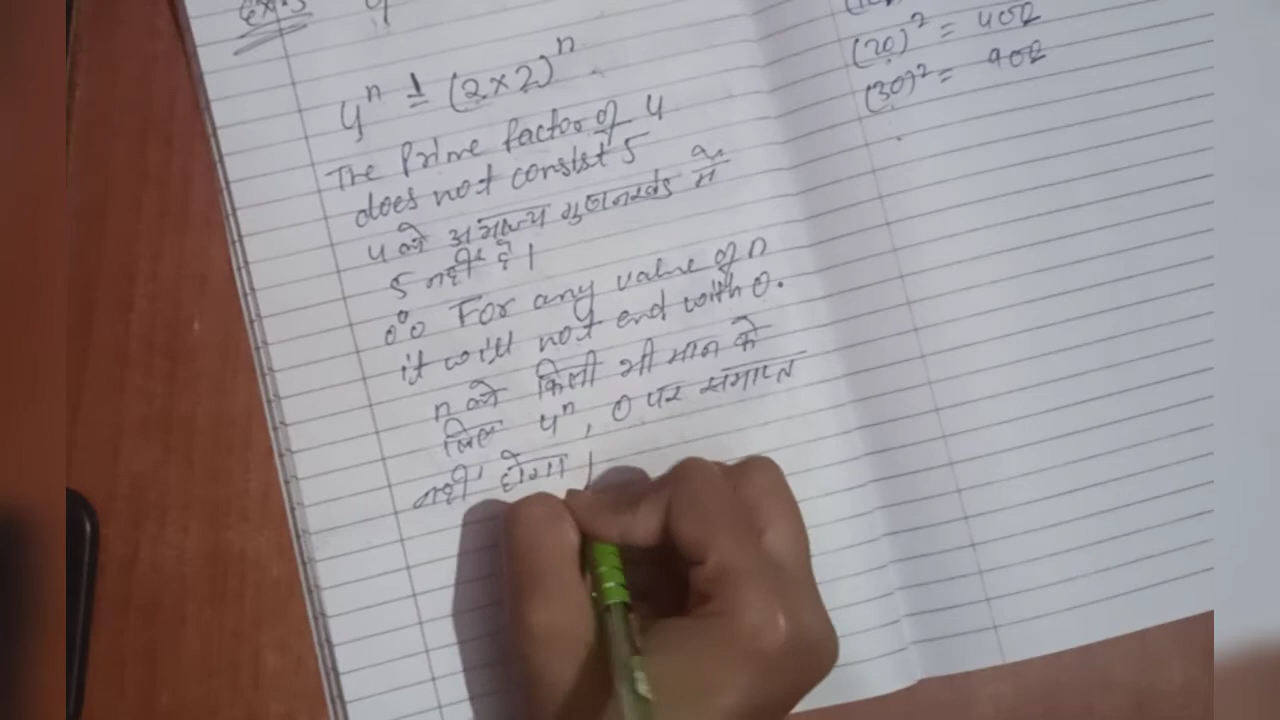 4ⁿ = (2×2)ⁿ
The Prime factor of 4
does not consist 5
4 के अभाज्य गुणनखंड में
5 नहीं है।
∴ For any value of n
it will not end with 0.
n के किसी भी मान के
लिए 4ⁿ, 0 पर समाप्त
नहीं होगा।
(20)² = 400
(30)² = 900